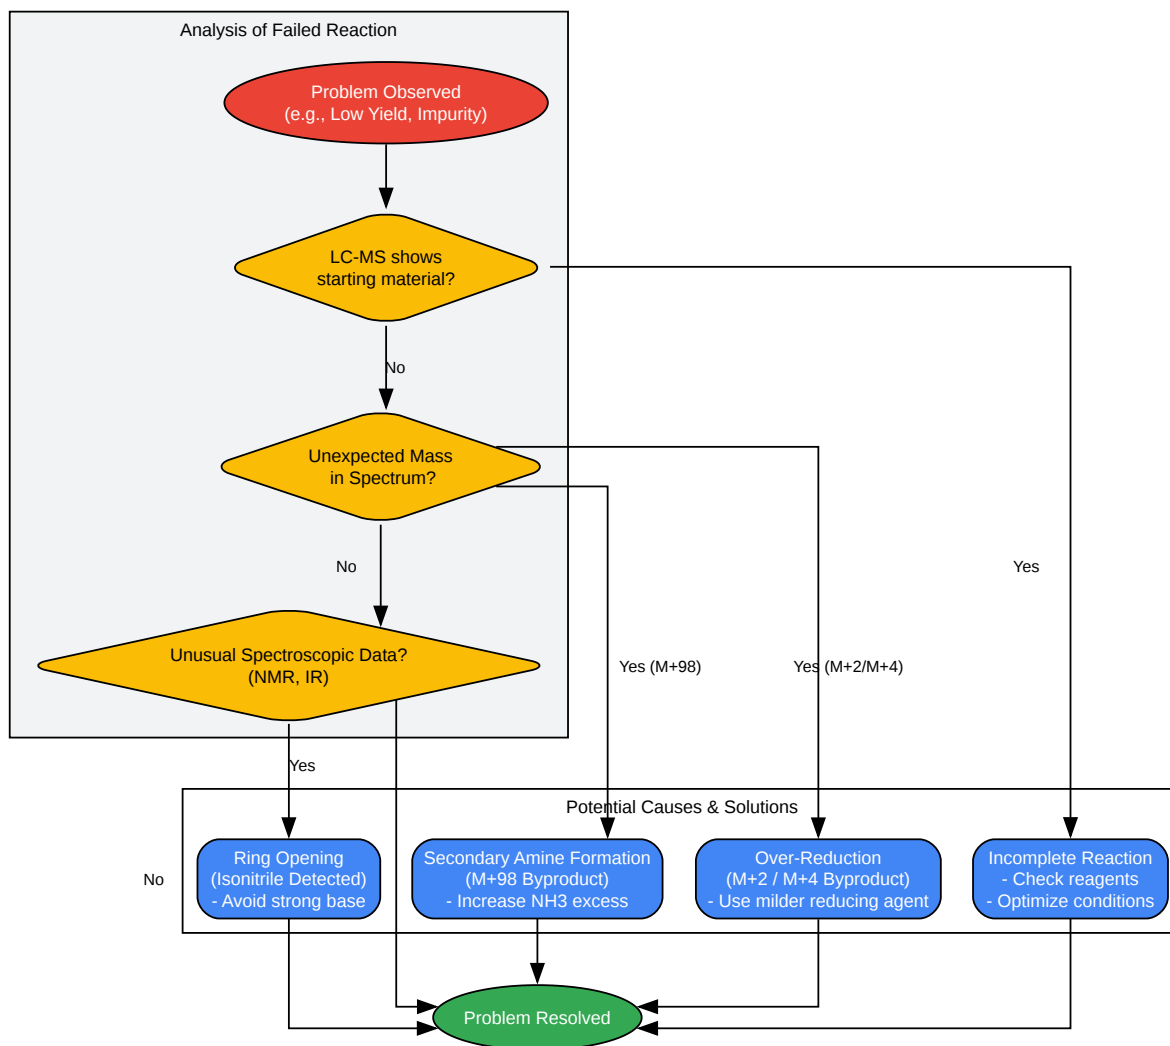 Analysis of Failed Reaction
Problem Observed
(e.g., Low Yield, Impurity)
LC-MS shows
starting material?
No
Unexpected Mass
in Spectrum?
No
Yes
Unusual Spectroscopic Data?
(NMR, IR)
Yes (M+98)
Yes (M+2/M+4)
Yes
Potential Causes & Solutions
No
Ring Opening
(Isonitrile Detected)
- Avoid strong base
Secondary Amine Formation
(M+98 Byproduct)
- Increase NH3 excess
Over-Reduction
(M+2 / M+4 Byproduct)
- Use milder reducing agent
Incomplete Reaction
- Check reagents
- Optimize conditions
Problem Resolved